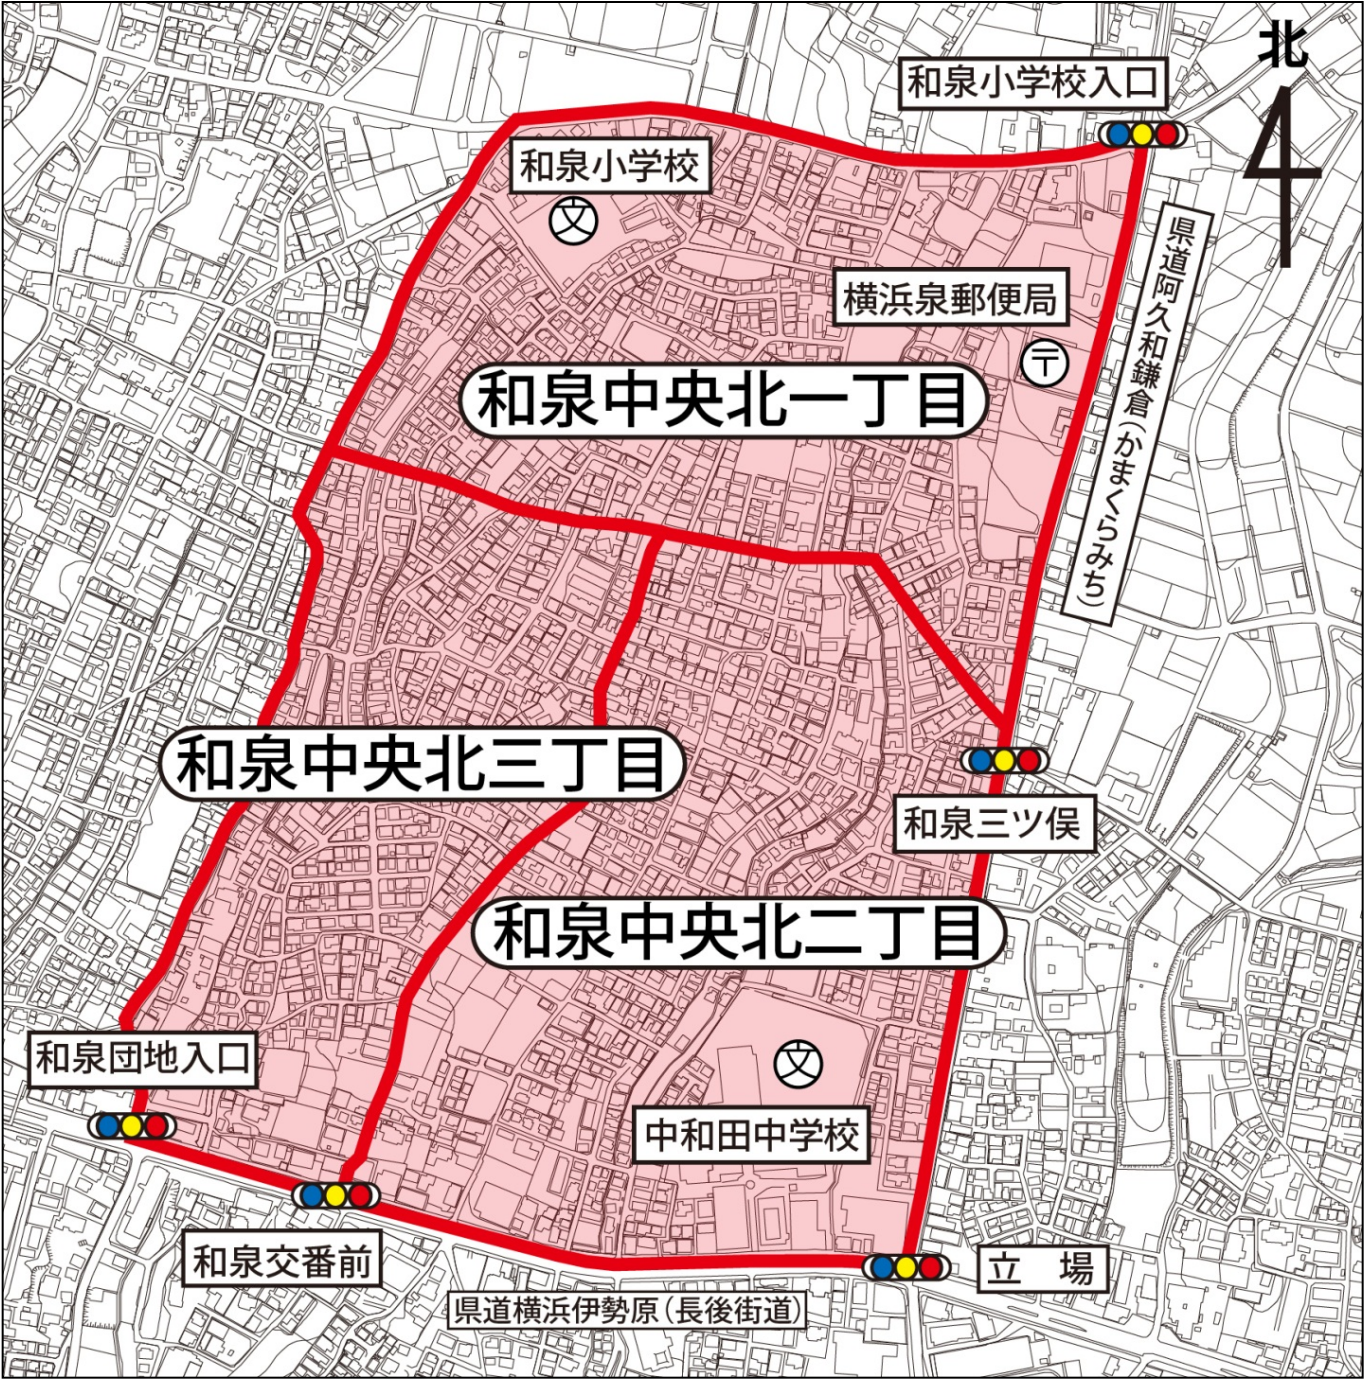 北
和泉小学校入口
和泉小学校
文
県道阿久和鎌倉(かまくらみち)
横浜泉郵便局
〒
和泉中央北一丁目
和泉中央北三丁目
和泉三ツ俣
和泉中央北二丁目
和泉団地入口
文
中和田中学校
和泉交番前
立 場
県道横浜伊勢原(長後街道)